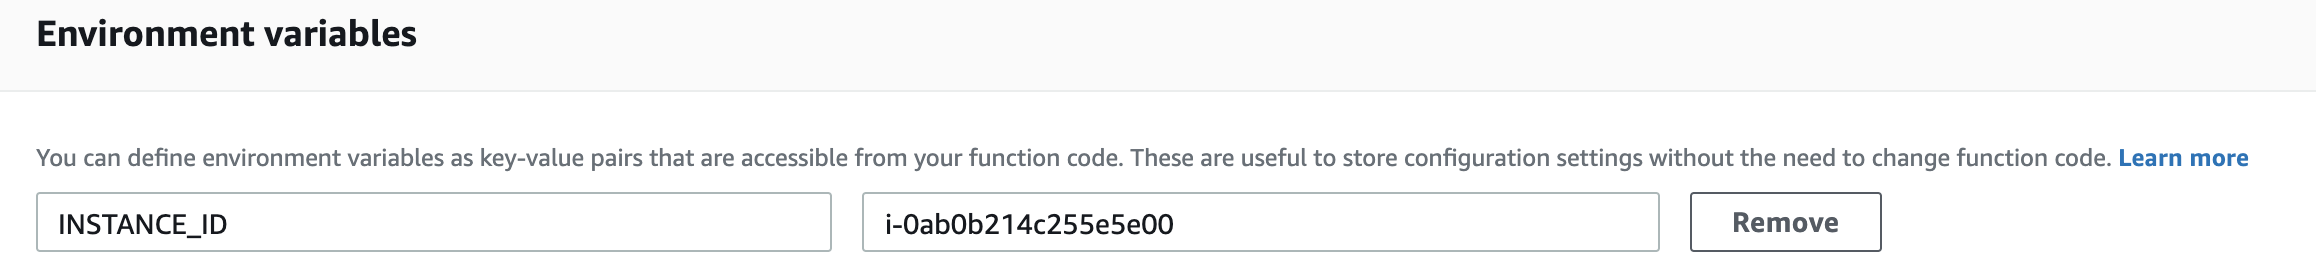 Environment variables
You can define environment variables as key-value pairs that are accessible from your function code. These are useful to store configuration settings without the need to change function code. Learn more
INSTANCE_ID i-0ab0b214c255e5e00 Remove